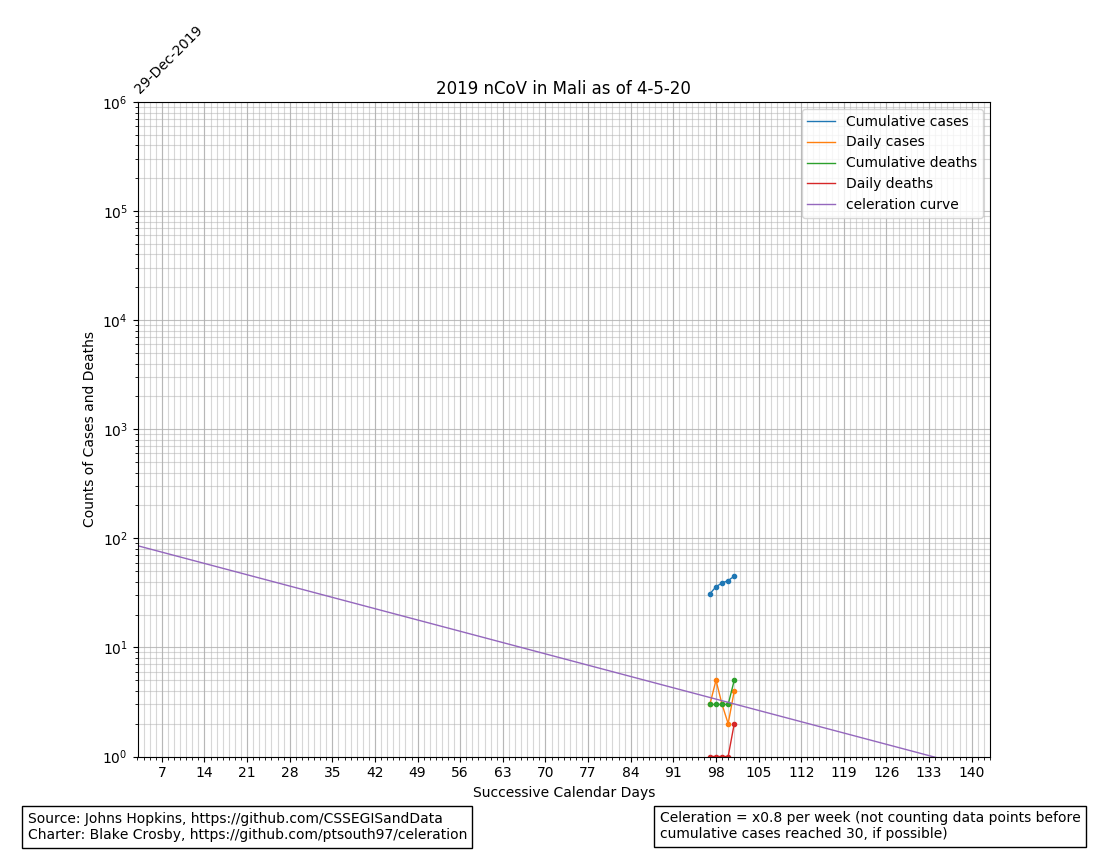 29-Dec-2019
2019 nCoV in Mali as of 4-5-20
Cumulative cases
Daily cases
Cumulative deaths
Daily deaths
celeration curve
Counts of Cases and Deaths
10^6
10^5
10^4
10^3
10^2
10^1
10^0
7 14 21 28 35 42 49 56 63 70 77 84 91 98 105 112 119 126 133 140
Successive Calendar Days
Source: Johns Hopkins, https://github.com/CSSEGISandData
Charter: Blake Crosby, https://github.com/ptsouth97/celeration
Celeration = x0.8 per week (not counting data points before
cumulative cases reached 30, if possible)